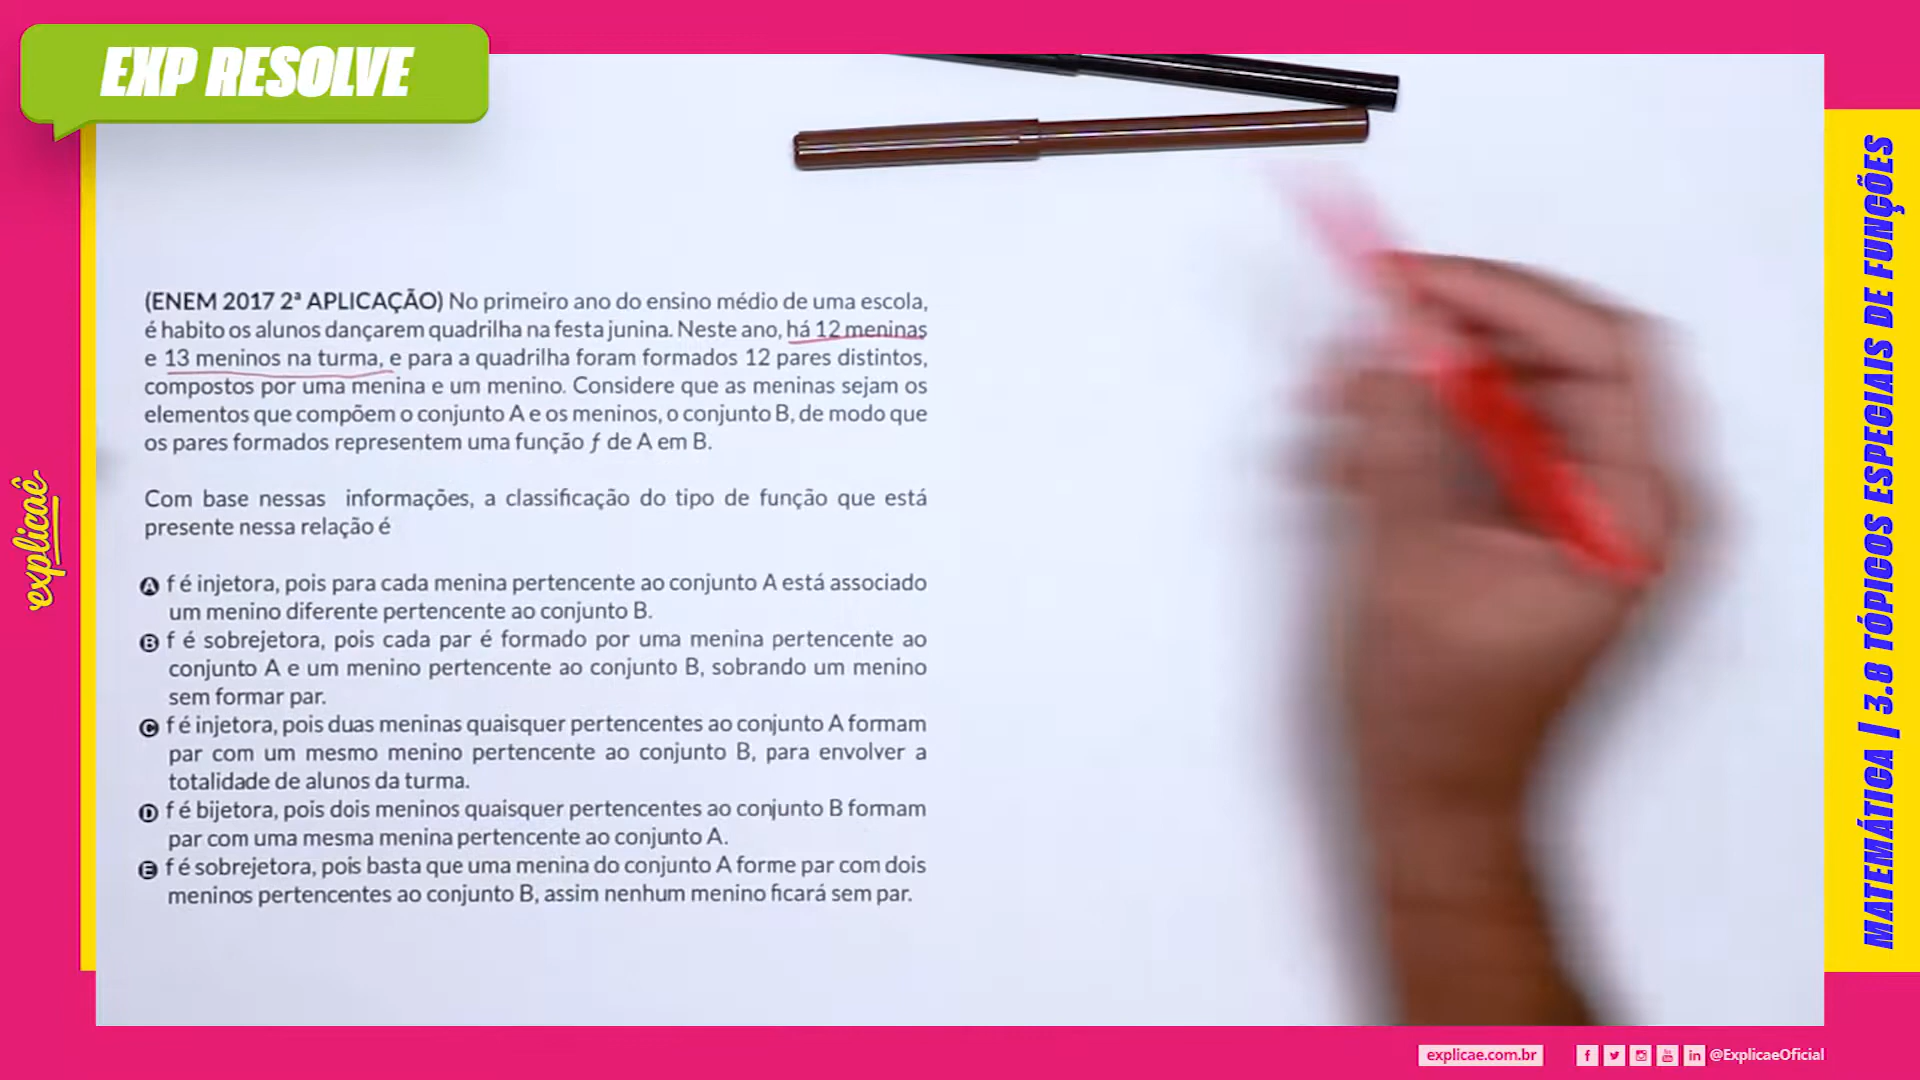 EXP RESOLVE
(ENEM 2017 2ª APLICAÇÃO) No primeiro ano do ensino médio de uma escola,
é habito os alunos dançarem quadrilha na festa junina. Neste ano, há 12 meninas
e 13 meninos na turma, e para a quadrilha foram formados 12 pares distintos,
compostos por uma menina e um menino. Considere que as meninas sejam os
elementos que compõem o conjunto A e os meninos, o conjunto B, de modo que
os pares formados representem uma função ƒ de A em B.
Com base nessas informações, a classificação do tipo de função que está
presente nessa relação é
A f é injetora, pois para cada menina pertencente ao conjunto A está associado
um menino diferente pertencente ao conjunto B.
B f é sobrejetora, pois cada par é formado por uma menina pertencente ao
conjunto A e um menino pertencente ao conjunto B, sobrando um menino
sem formar par.
C f é injetora, pois duas meninas quaisquer pertencentes ao conjunto A formam
par com um mesmo menino pertencente ao conjunto B, para envolver a
totalidade de alunos da turma.
D f é bijetora, pois dois meninos quaisquer pertencentes ao conjunto B formam
par com uma mesma menina pertencente ao conjunto A.
E f é sobrejetora, pois basta que uma menina do conjunto A forme par com dois
meninos pertencentes ao conjunto B, assim nenhum menino ficará sem par.
explicaê
MATEMÁTICA | 3.8 TÓPICOS ESPECIAIS DE FUNÇÕES
explicae.com.br
@ExplicaeOficial